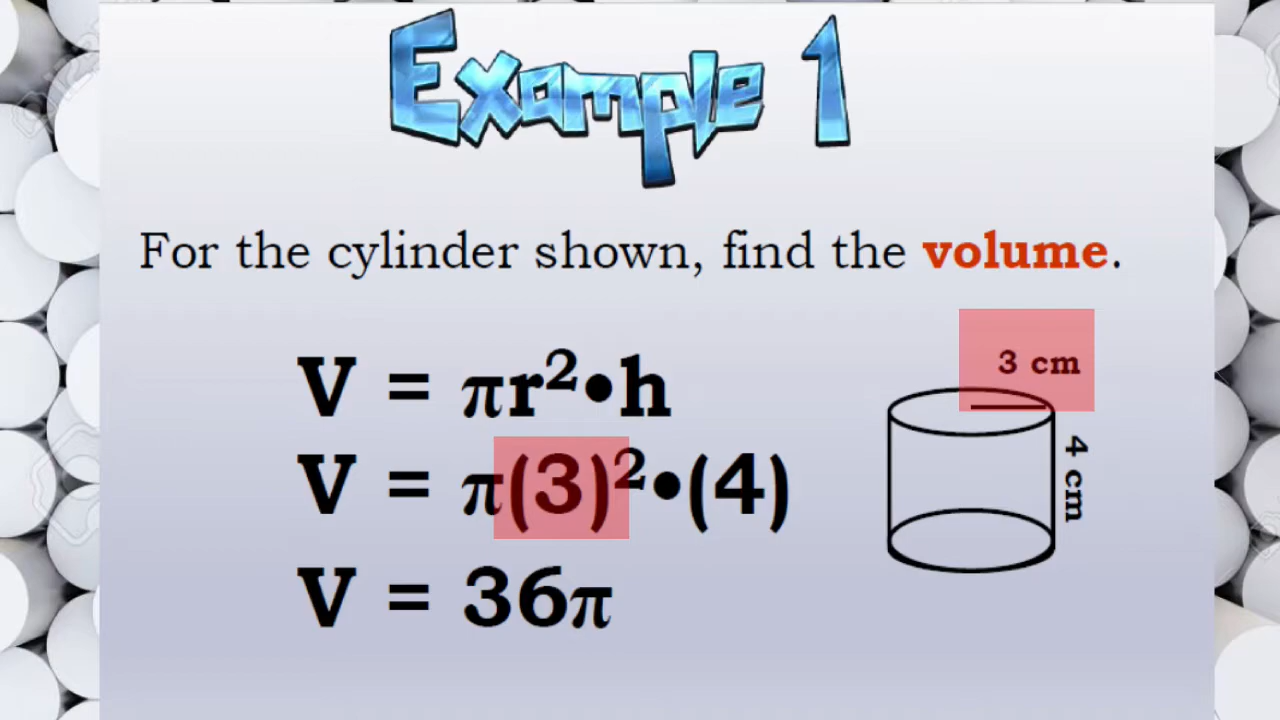 Example 1
For the cylinder shown, find the volume.
3 cm
V = πr²•h
4 cm
V = π(3)²•(4)
V = 36π